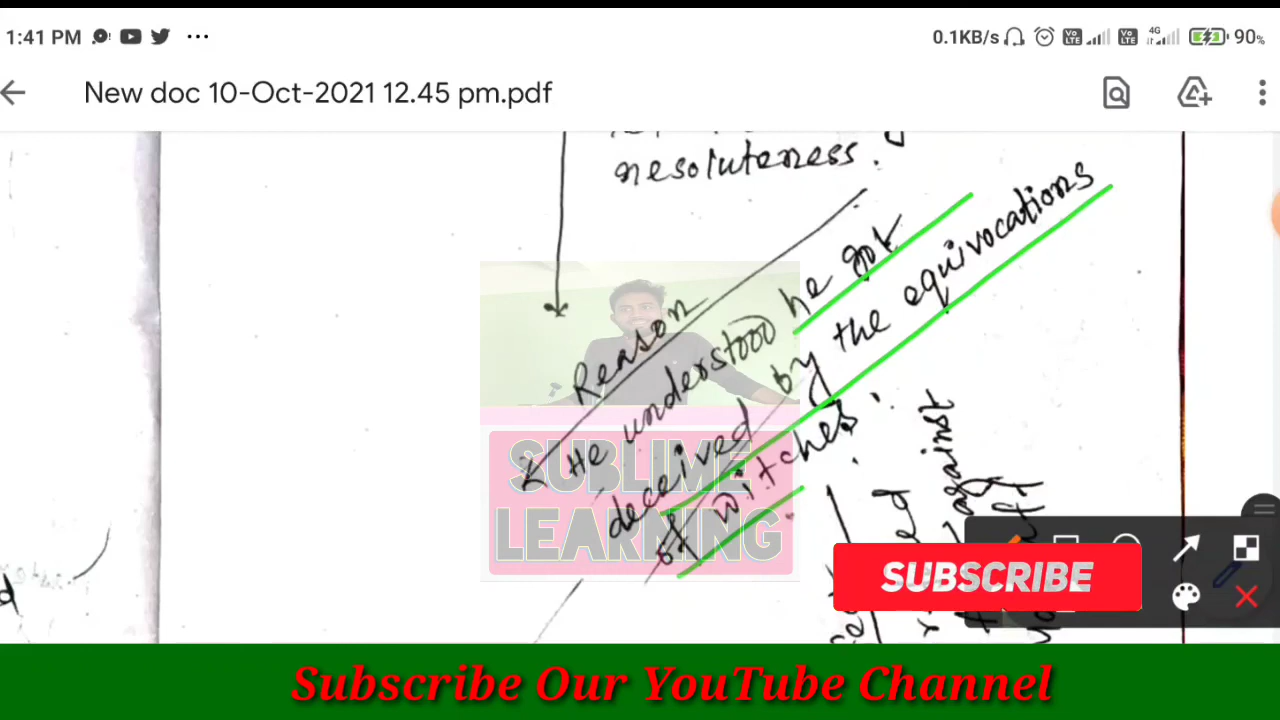 1:41 PM
0.1KB/s
4G
90%
New doc 10-Oct-2021 12.45 pm.pdf
resoluteness.
Reason
He understood he got
deceived by the equivocations
of witches.
against
SUBLIME
LEARNING
SUBSCRIBE
Subscribe Our YouTube Channel